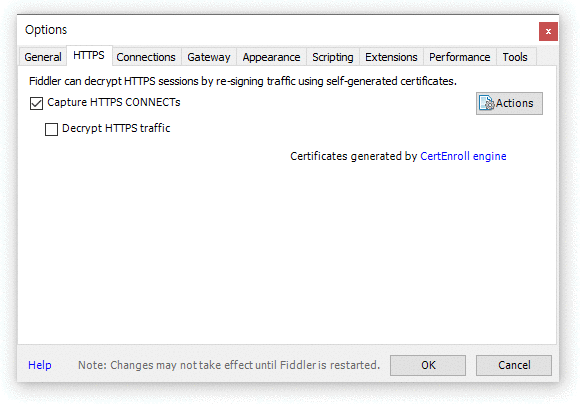 Options
x
General HTTPS Connections Gateway Appearance Scripting Extensions Performance Tools
Fiddler can decrypt HTTPS sessions by re-signing traffic using self-generated certificates.
Capture HTTPS CONNECTs
Actions
Decrypt HTTPS traffic
Certificates generated by CertEnroll engine
Help Note: Changes may not take effect until Fiddler is restarted. OK Cancel